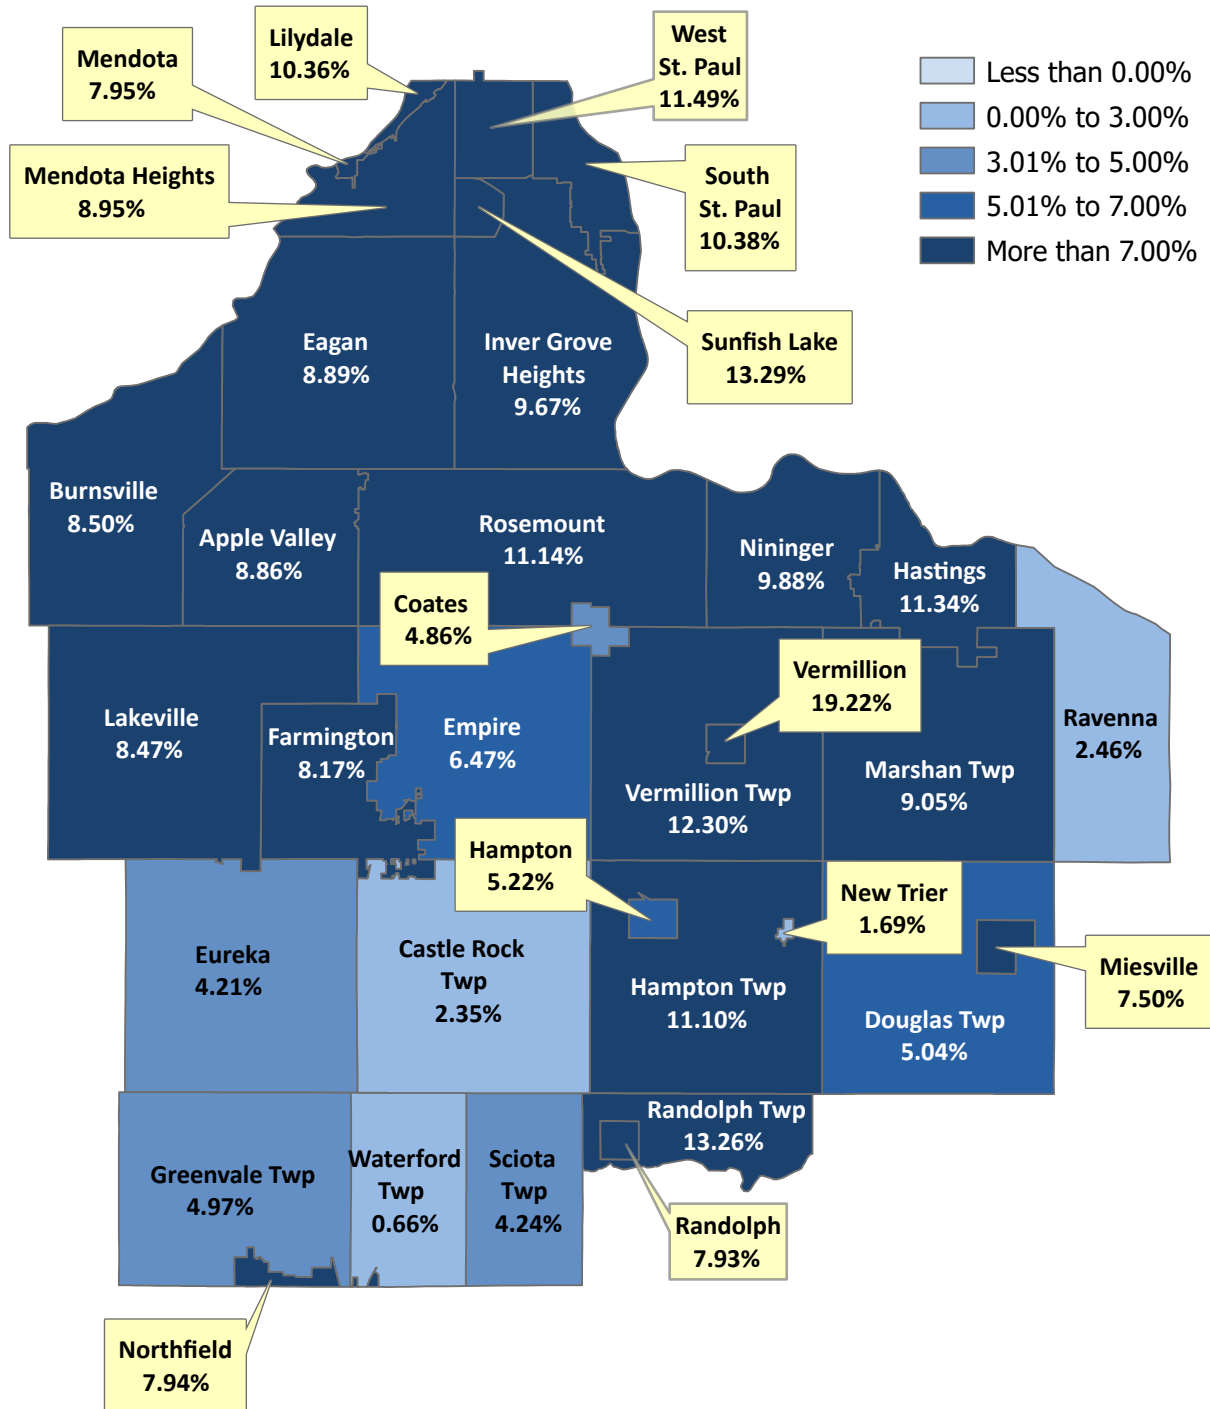 Lilydale
10.36%
West
St. Paul
11.49%
Mendota
7.95%
Less than 0.00%
0.00% to 3.00%
3.01% to 5.00%
5.01% to 7.00%
More than 7.00%
Mendota Heights
8.95%
South
St. Paul
10.38%
Eagan
8.89%
Inver Grove
Heights
9.67%
Sunfish Lake
13.29%
Burnsville
8.50%
Apple Valley
8.86%
Rosemount
11.14%
Nininger
9.88%
Hastings
11.34%
Coates
4.86%
Vermillion
19.22%
Lakeville
8.47%
Farmington
8.17%
Empire
6.47%
Ravenna
2.46%
Vermillion Twp
12.30%
Marshan Twp
9.05%
Hampton
5.22%
New Trier
1.69%
Eureka
4.21%
Castle Rock
Twp
2.35%
Hampton Twp
11.10%
Douglas Twp
5.04%
Miesville
7.50%
Randolph Twp
13.26%
Greenvale Twp
4.97%
Waterford
Twp
0.66%
Sciota
Twp
4.24%
Randolph
7.93%
Northfield
7.94%